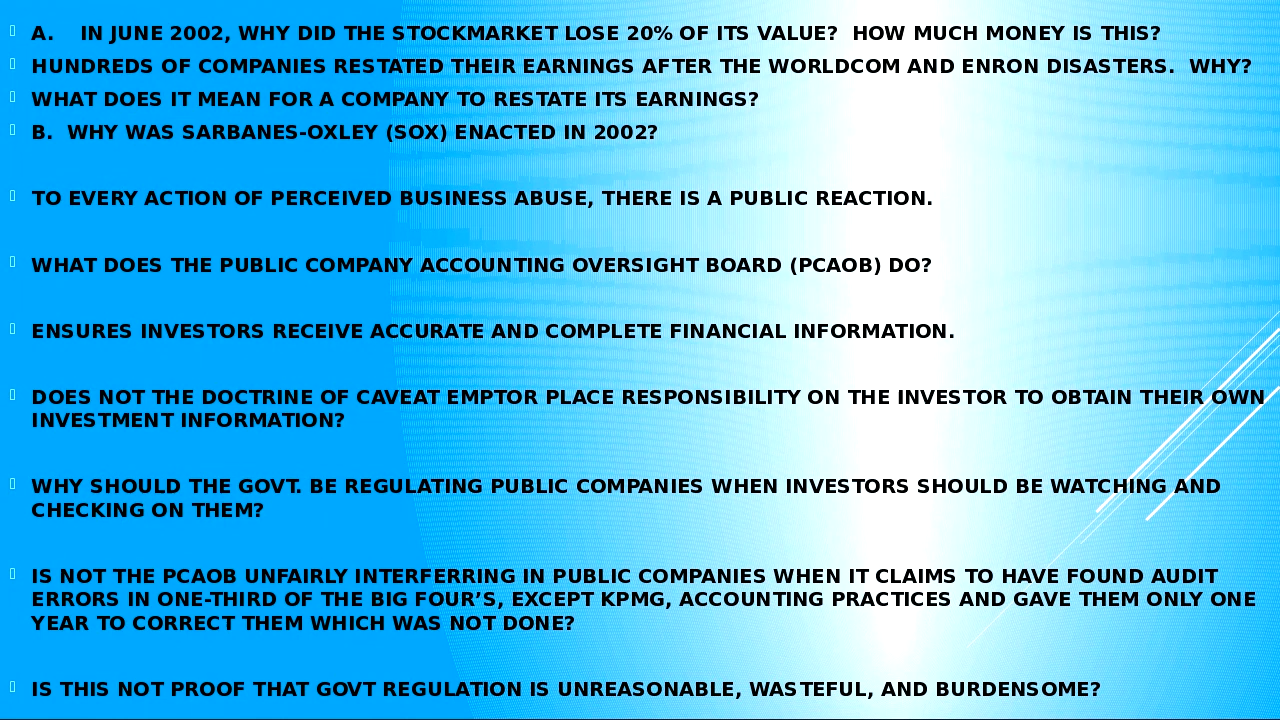 A. IN JUNE 2002, WHY DID THE STOCKMARKET LOSE 20% OF ITS VALUE? HOW MUCH MONEY IS THIS?
HUNDREDS OF COMPANIES RESTATED THEIR EARNINGS AFTER THE WORLDCOM AND ENRON DISASTERS. WHY?
WHAT DOES IT MEAN FOR A COMPANY TO RESTATE ITS EARNINGS?
B. WHY WAS SARBANES-OXLEY (SOX) ENACTED IN 2002?
TO EVERY ACTION OF PERCEIVED BUSINESS ABUSE, THERE IS A PUBLIC REACTION.
WHAT DOES THE PUBLIC COMPANY ACCOUNTING OVERSIGHT BOARD (PCAOB) DO?
ENSURES INVESTORS RECEIVE ACCURATE AND COMPLETE FINANCIAL INFORMATION.
DOES NOT THE DOCTRINE OF CAVEAT EMPTOR PLACE RESPONSIBILITY ON THE INVESTOR TO OBTAIN THEIR OWN
INVESTMENT INFORMATION?
WHY SHOULD THE GOVT. BE REGULATING PUBLIC COMPANIES WHEN INVESTORS SHOULD BE WATCHING AND
CHECKING ON THEM?
IS NOT THE PCAOB UNFAIRLY INTERFERRING IN PUBLIC COMPANIES WHEN IT CLAIMS TO HAVE FOUND AUDIT
ERRORS IN ONE-THIRD OF THE BIG FOUR’S, EXCEPT KPMG, ACCOUNTING PRACTICES AND GAVE THEM ONLY ONE
YEAR TO CORRECT THEM WHICH WAS NOT DONE?
IS THIS NOT PROOF THAT GOVT REGULATION IS UNREASONABLE, WASTEFUL, AND BURDENSOME?